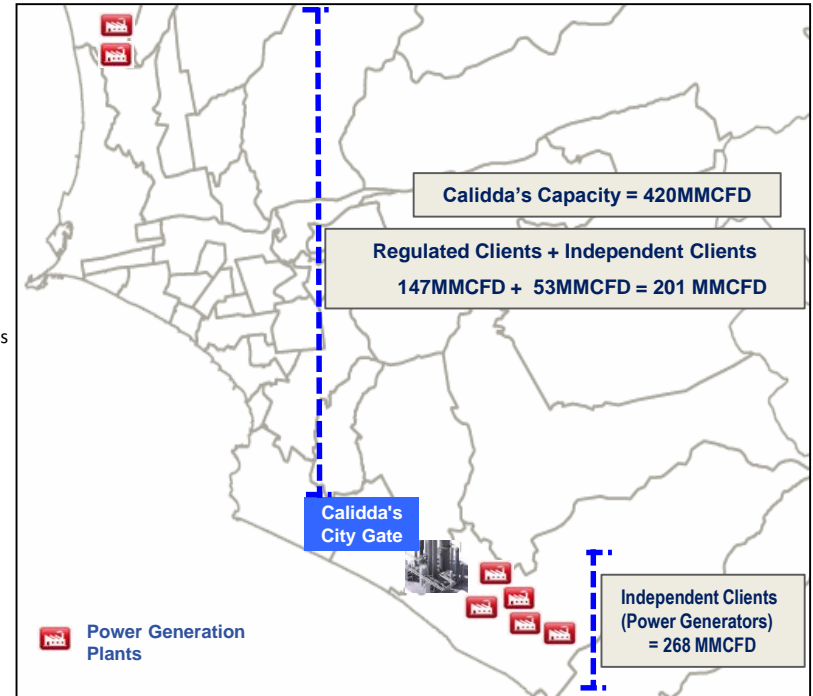 Calidda's Capacity = 420MMCFD
Regulated Clients + Independent Clients
147MMCFD + 53MMCFD = 201 MMCFD
s
Calidda's
City Gate
Independent Clients
(Power Generators)
= 268 MMCFD
Power Generation
Plants